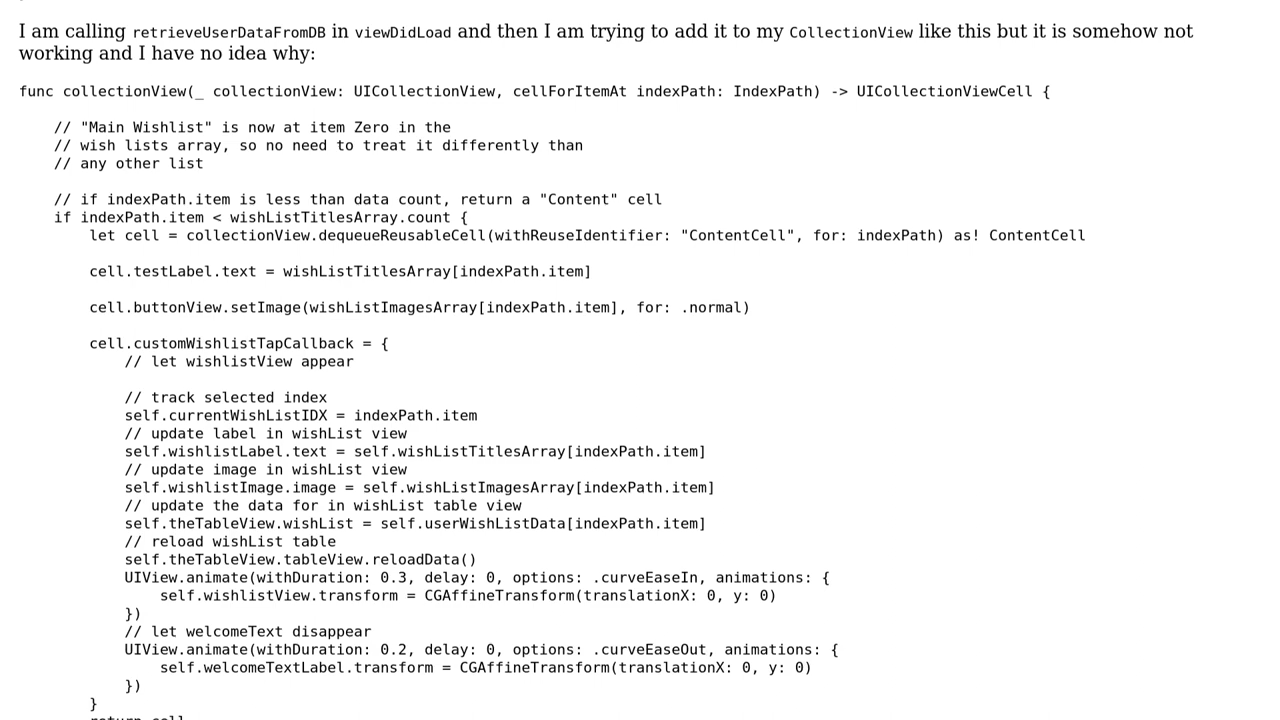 I am calling retrieveUserDataFromDB in viewDidLoad and then I am trying to add it to my CollectionView like this but it is somehow not
working and I have no idea why:
func collectionView(_ collectionView: UICollectionView, cellForItemAt indexPath: IndexPath) -> UICollectionViewCell {
// "Main Wishlist" is now at item Zero in the
// wish lists array, so no need to treat it differently than
// any other list
// if indexPath.item is less than data count, return a "Content" cell
if indexPath.item < wishListTitlesArray.count {
let cell = collectionView.dequeueReusableCell(withReuseIdentifier: "ContentCell", for: indexPath) as! ContentCell
cell.testLabel.text = wishListTitlesArray[indexPath.item]
cell.buttonView.setImage(wishListImagesArray[indexPath.item], for: .normal)
cell.customWishlistTapCallback = {
// let wishlistView appear
// track selected index
self.currentWishListIDX = indexPath.item
// update label in wishList view
self.wishlistLabel.text = self.wishListTitlesArray[indexPath.item]
// update image in wishList view
self.wishlistImage.image = self.wishListImagesArray[indexPath.item]
// update the data for in wishList table view
self.theTableView.wishList = self.userWishListData[indexPath.item]
// reload wishList table
self.theTableView.tableView.reloadData()
UIView.animate(withDuration: 0.3, delay: 0, options: .curveEaseIn, animations: {
self.wishlistView.transform = CGAffineTransform(translationX: 0, y: 0)
})
// let welcomeText disappear
UIView.animate(withDuration: 0.2, delay: 0, options: .curveEaseOut, animations: {
self.welcomeTextLabel.transform = CGAffineTransform(translationX: 0, y: 0)
})
}